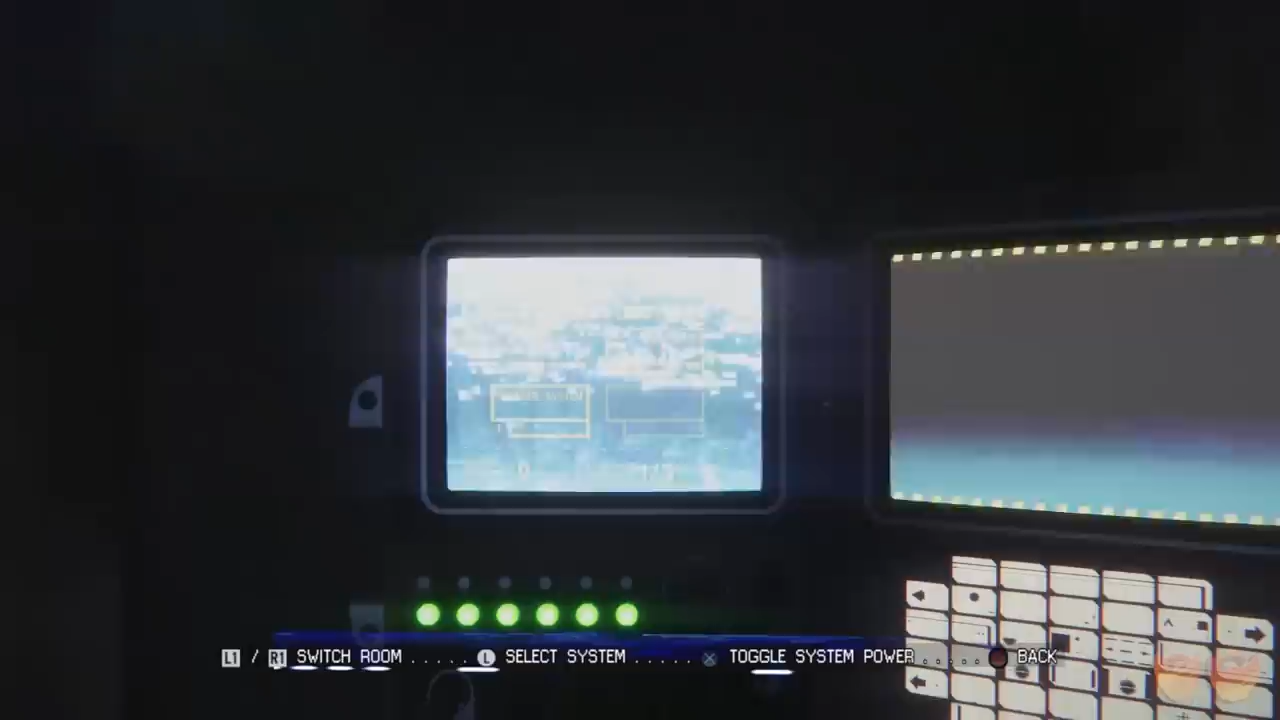 L1 / R1 SWITCH ROOM ..... L SELECT SYSTEM ..... TOGGLE SYSTEM POWER ..... BACK